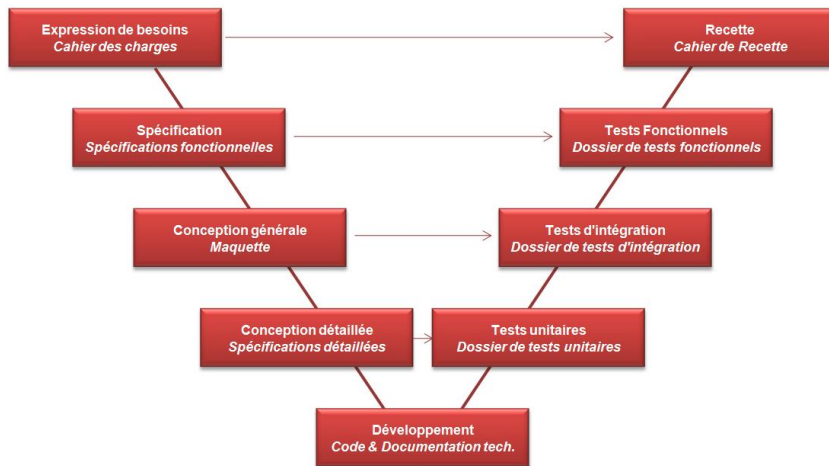 Expression de besoins
Cahier des charges
Recette
Cahier de Recette
Spécification
Spécifications fonctionnelles
Tests Fonctionnels
Dossier de tests fonctionnels
Conception générale
Maquette
Tests d'intégration
Dossier de tests d'intégration
Conception détaillée
Spécifications détaillées
Tests unitaires
Dossier de tests unitaires
Développement
Code & Documentation tech.